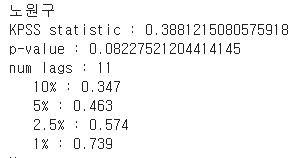 노원구
KPSS statistic : 0.3881215080575918
p-value : 0.08227521204414145
num lags : 11
10% : 0.347
5% : 0.463
2.5% : 0.574
1% : 0.739